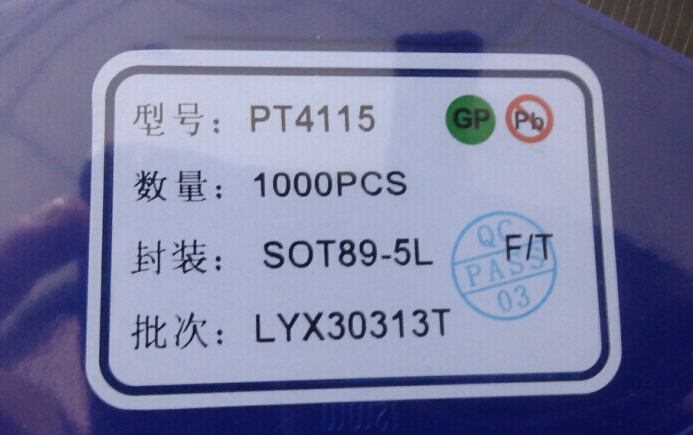 型号：PT4115 GP Pb
数量：1000PCS
封装：SOT89-5L F/T
QC
PASS
03
批次：LYX30313T